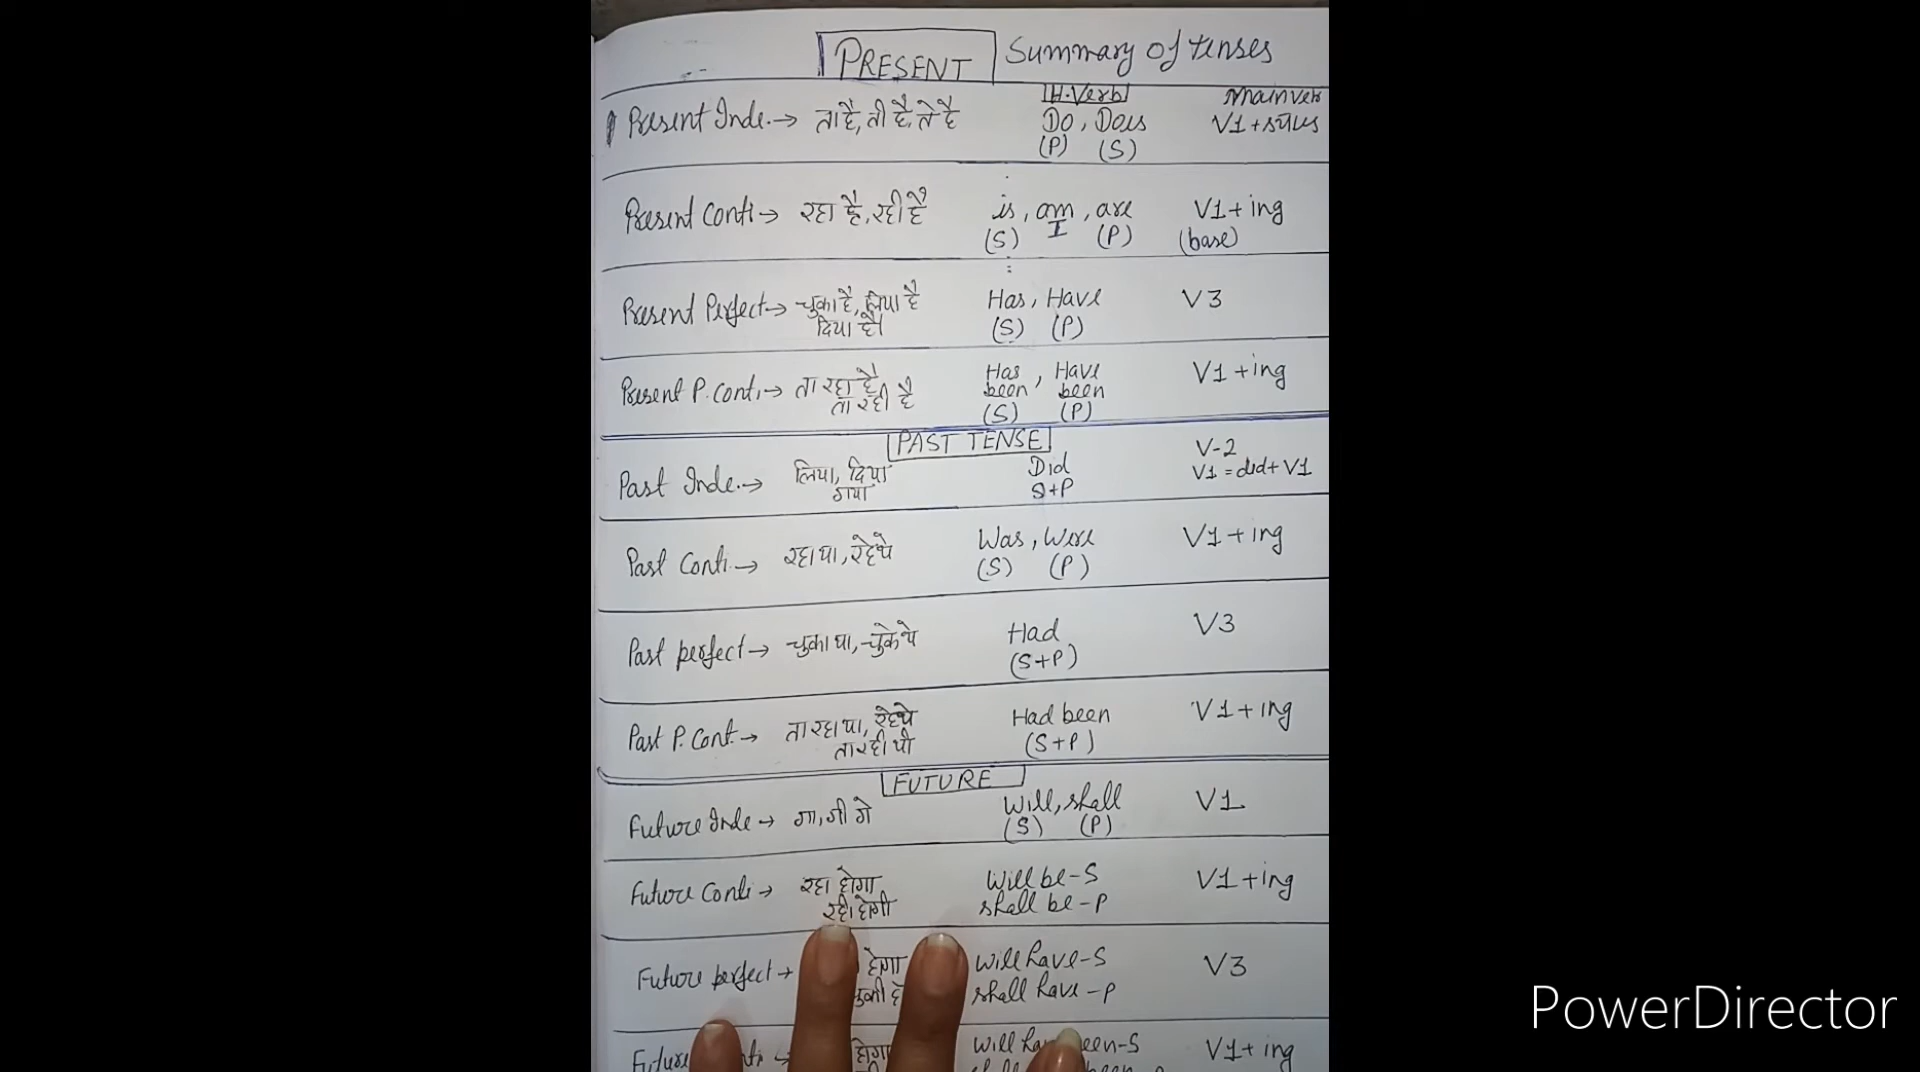 PRESENT Summary of tenses
H.Verb
Present Inde. → ता है, ती है, ते है Do, Does V1 +
(P) (S)
Present Conti → रहा है, रही है is, am, are V1 + ing
(S) I (P) (base)
Present Perfect → चुका है, लिया है Has, Have V3
दिया है। (S) (P)
Present P. Conti → ता रहा है Has been, Have been V1 + ing
ता रही है (S) (P)
PAST TENSE
Past Inde. → लिया, दिया Did V-2
गया S+P V1 = did + V1
Past Conti. → रहा था, रहे थे Was, Were V1 + ing
(S) (P)
Past perfect → चुका था, चुके थे Had V3
(S+P)
Past P. Cont. → ता रहा था, रहे थे Had been V1 + ing
ता रही थी (S+P)
FUTURE
Future Inde → गा, गी गे Will, shall V1
(S) (P)
Future Conti → रहा होगा Will be - S V1 + ing
रही होगी shall be - P
Future perfect → होगा Will have - S V3
shall have - P
Future होगा V1 + ing
PowerDirector